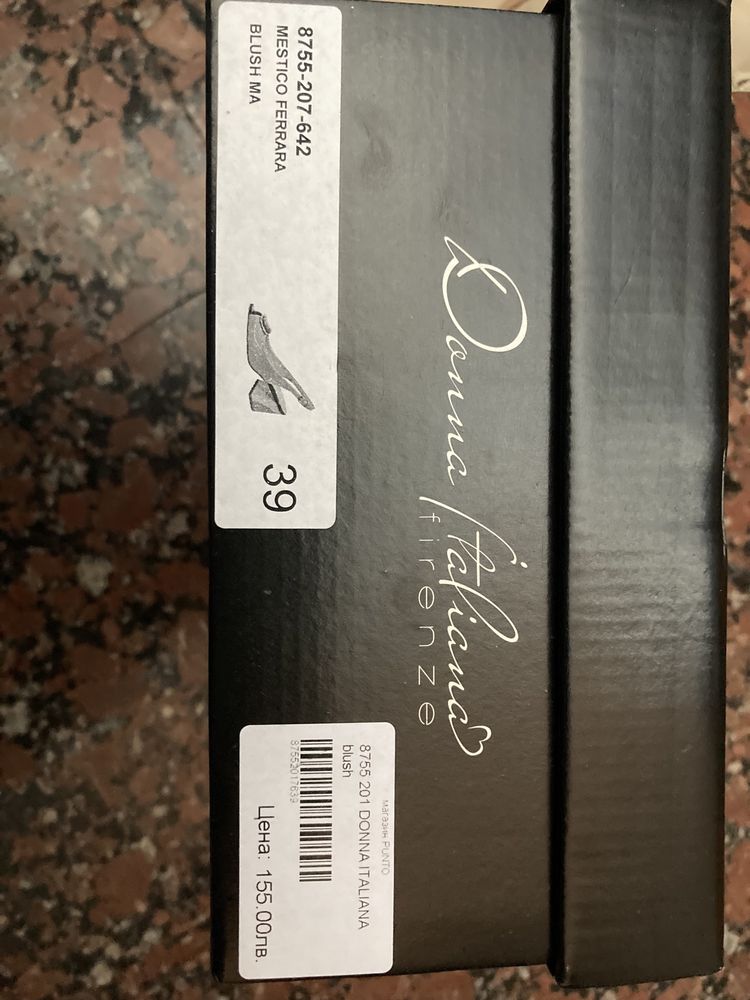 8755-207-642
MESTICO FERRARA
BLUSH MA
39
Donna Italiana
firenze
магазин PUNTO
8755 201 DONNA ITALIANA
blush
87552017639
Цена: 155.00лв.